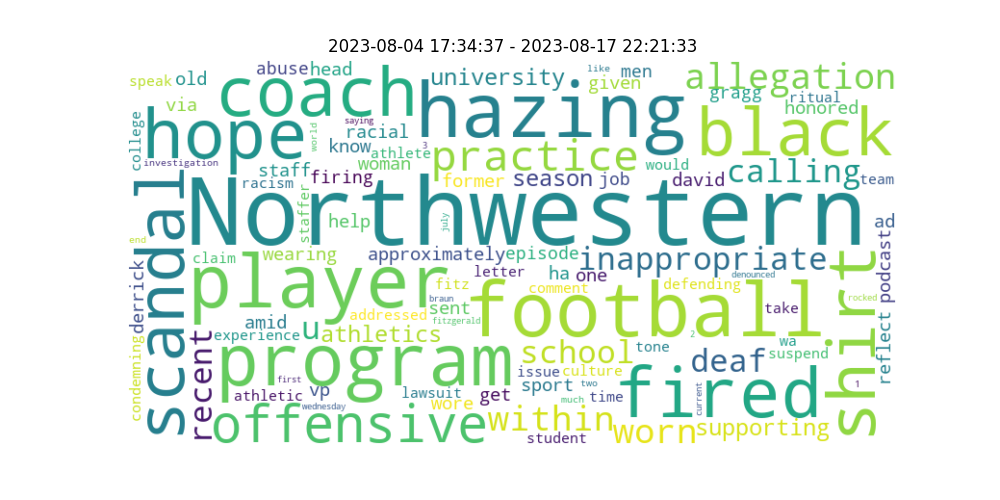 2023-08-04 17:34:37 - 2023-08-17 22:21:33
speak old abuse head university like men given allegation
via coach hazing gragg ritual honored
college hope saying racial world 3 black
investigation know athlete woman practice would calling
staff racism firing former season job david team
scandal Northwestern
staffer help july ad
end claim wearing approximately episode inappropriate podcast
derrick player letter ha one denounced
fitz comment defending shirt rocked
braun sent addressed fitzgerald football take
amid u athletics experience 2 wa
condemning recent program school tone deaf suspend reflect
first issue culture
athletic vp lawsuit get sport two time fired current 1
wednesday wore much
offensive within worn supporting
student